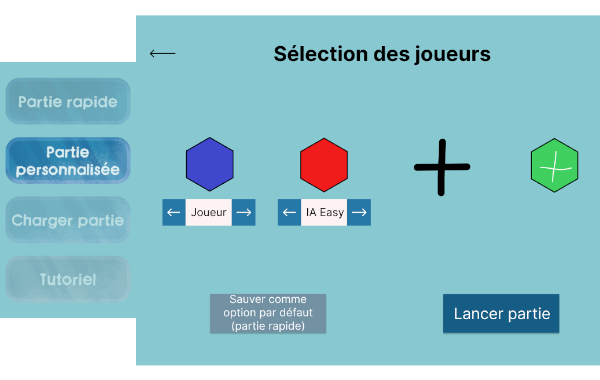 Sélection des joueurs
Partie rapide
Partie
personnalisée
Charger partie
Tutoriel
Joueur
IA Easy
Sauver comme
option par défaut
(partie rapide)
Lancer partie